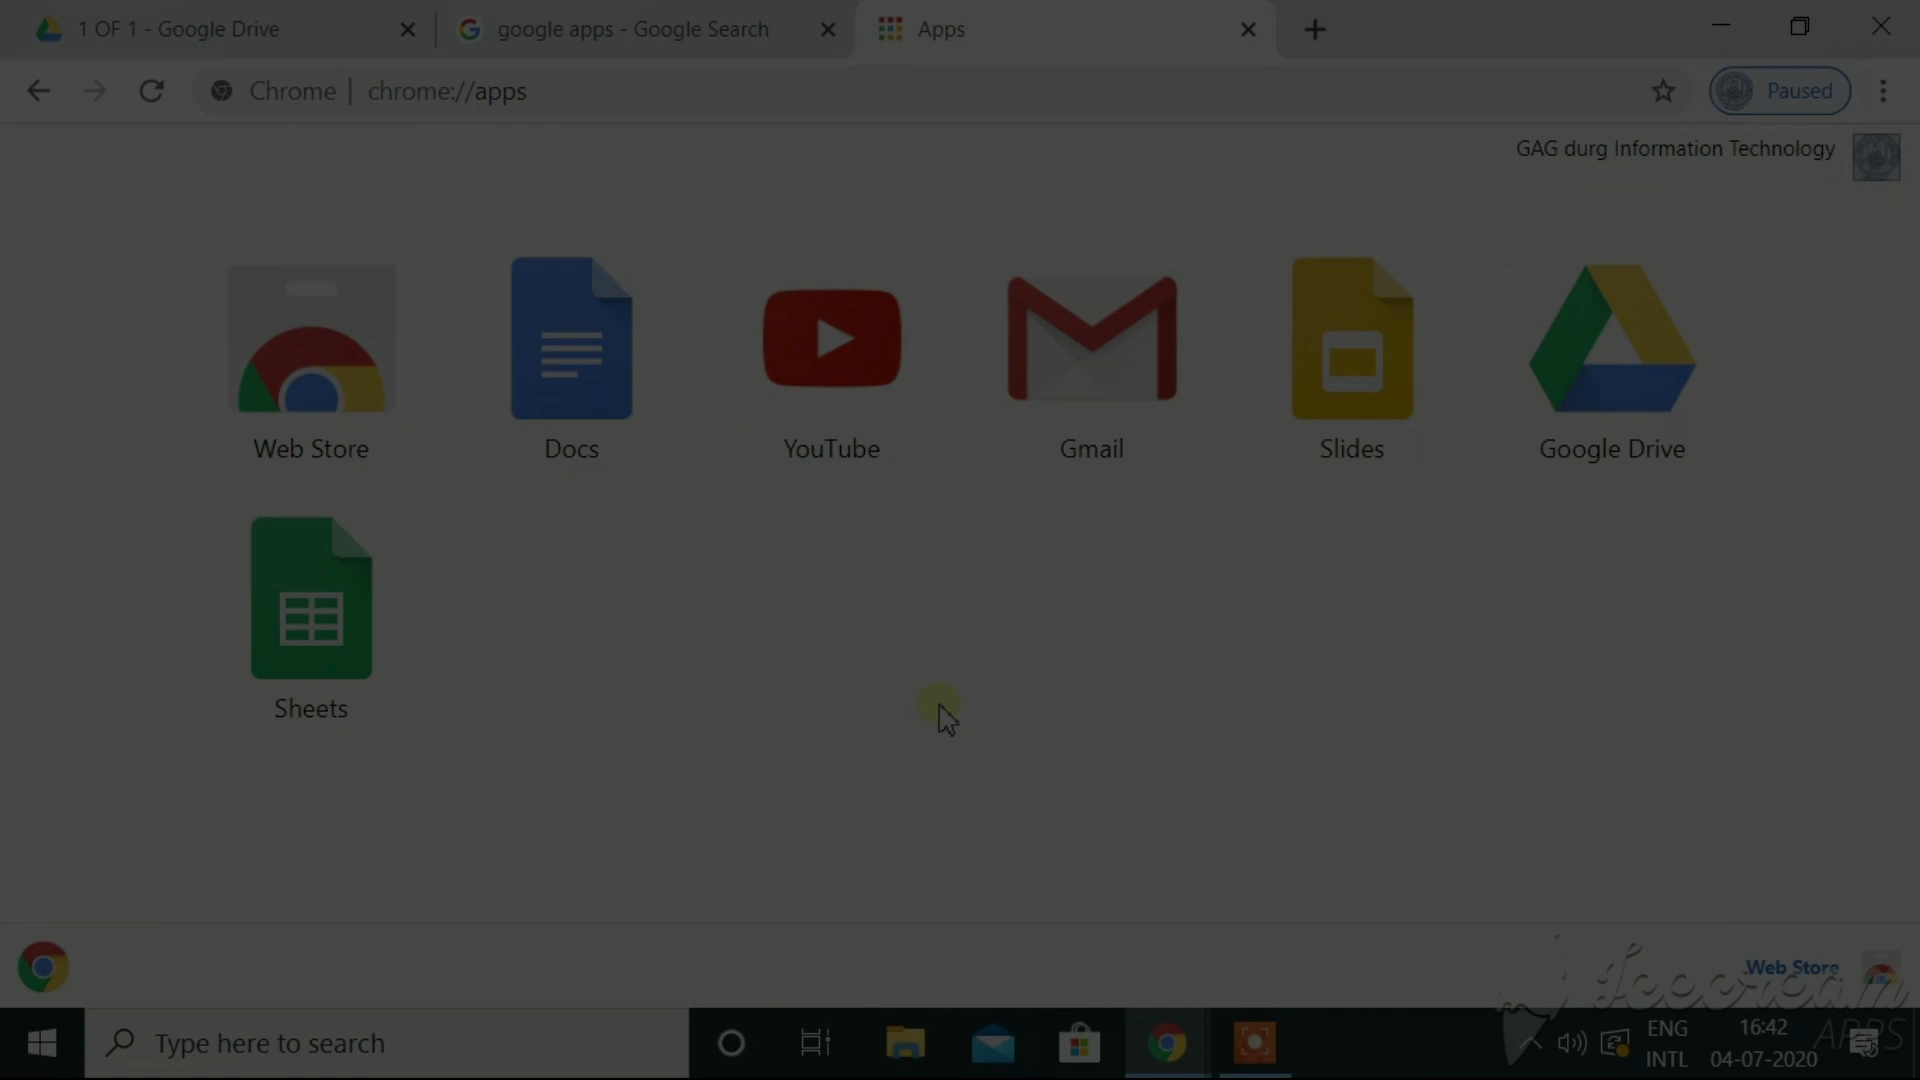 1 OF 1 - Google Drive
google apps - Google Search
Apps
Chrome
chrome://apps
Paused
GAG durg Information Technology
Web Store
Docs
YouTube
Gmail
Slides
Google Drive
Sheets
Web Store
Icecream
APPS
Type here to search
ENG
INTL
16:42
04-07-2020